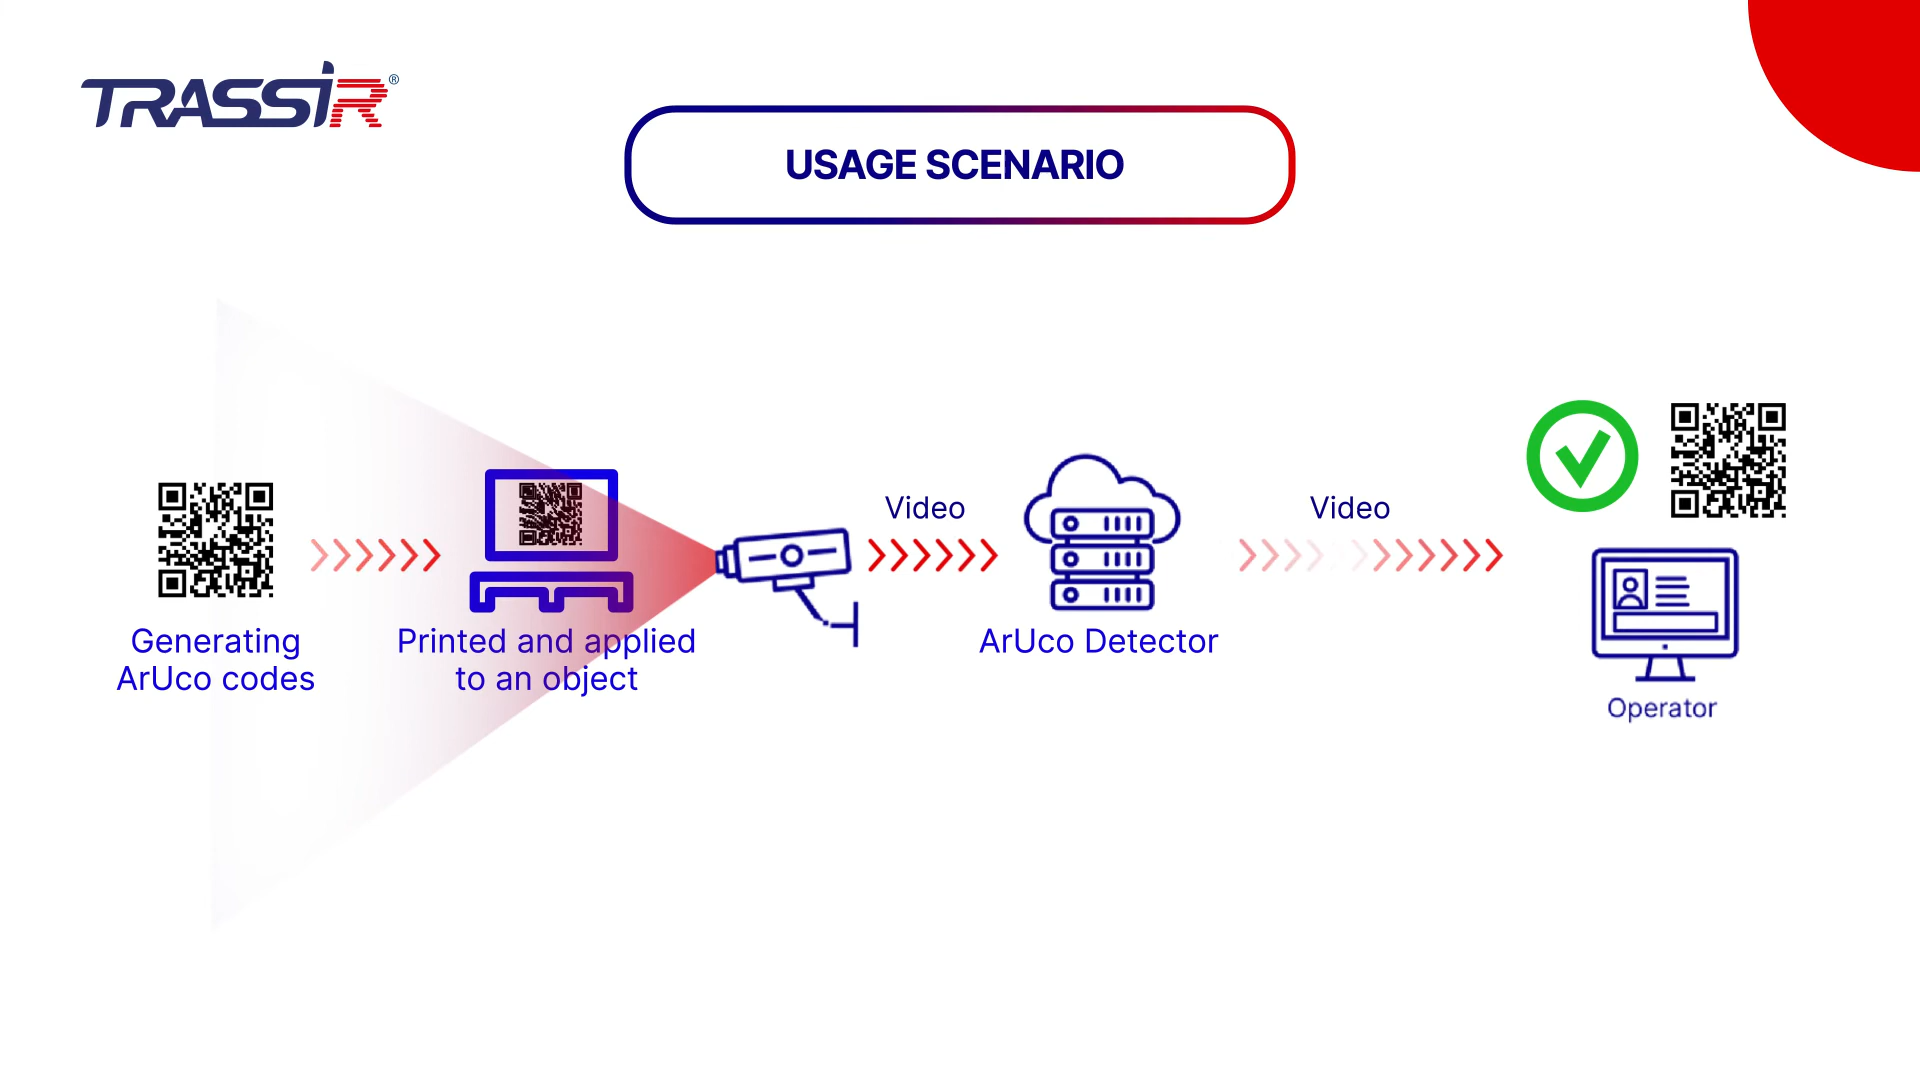 TRASSIR®
USAGE SCENARIO
Generating
ArUco codes
Printed and applied
to an object
Video
ArUco Detector
Video
Operator